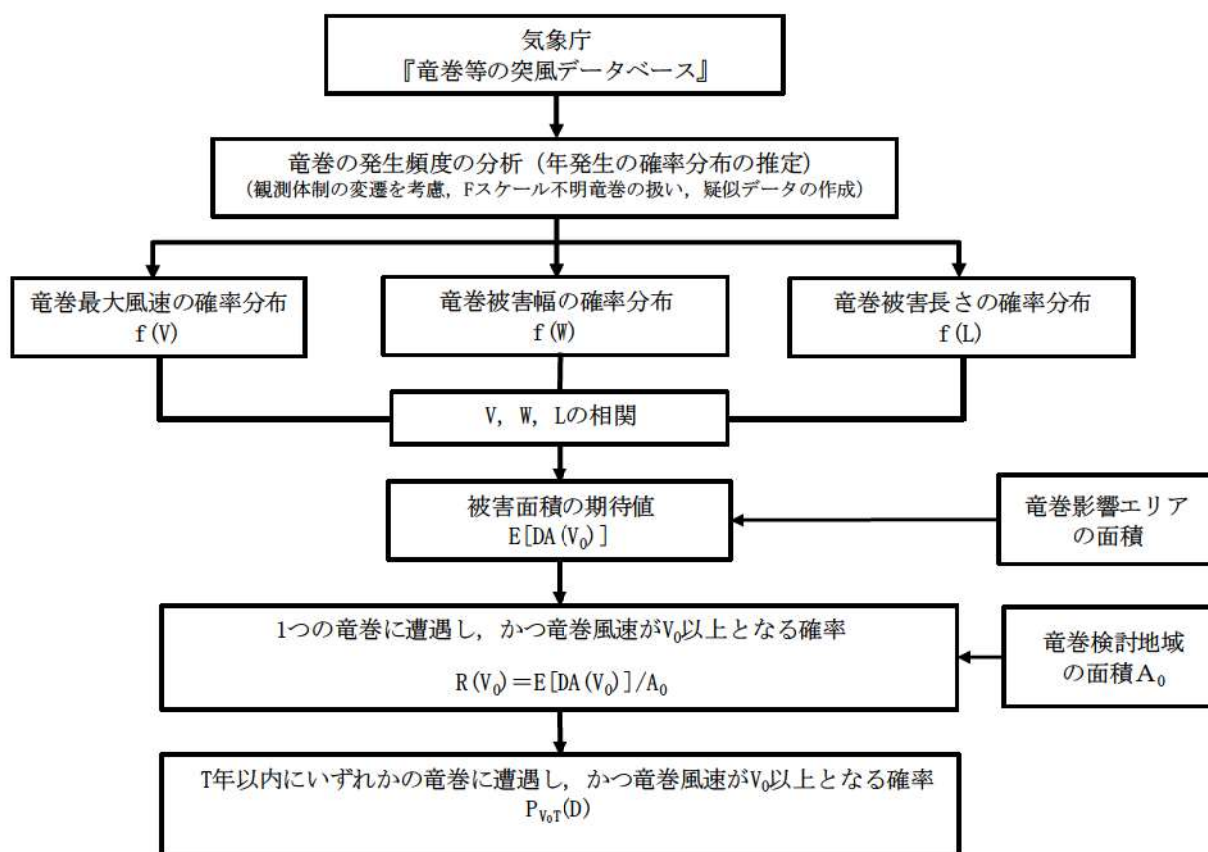 気象庁
『竜巻等の突風データベース』
竜巻の発生頻度の分析（年発生の確率分布の推定）
（観測体制の変遷を考慮，Fスケール不明竜巻の扱い，疑似データの作成）
竜巻最大風速の確率分布
f(V)
竜巻被害幅の確率分布
f(W)
竜巻被害長さの確率分布
f(L)
V, W, Lの相関
被害面積の期待値
E[DA(V₀)]
竜巻影響エリア
の面積
1つの竜巻に遭遇し，かつ竜巻風速がV₀以上となる確率
R(V₀)＝E[DA(V₀)]/A₀
竜巻検討地域
の面積A₀
T年以内にいずれかの竜巻に遭遇し，かつ竜巻風速がV₀以上となる確率
P_{V₀T}(D)